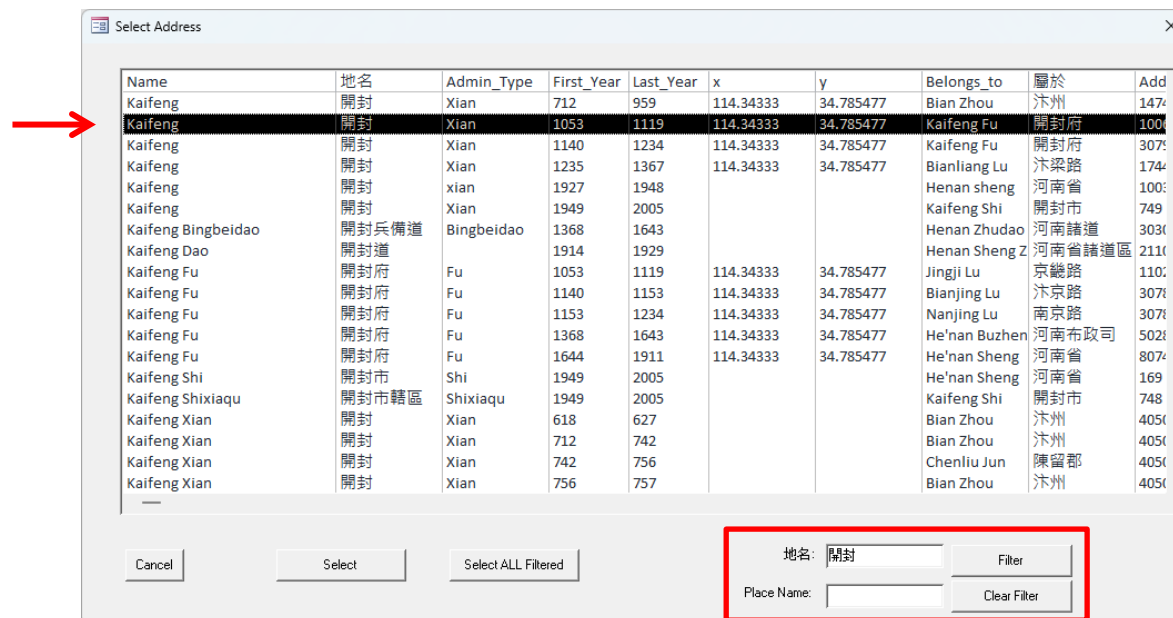 Select Address
Name 地名 Admin_Type First_Year Last_Year x y Belongs_to 屬於 Add
Kaifeng 開封 Xian 712 959 114.34333 34.785477 Bian Zhou 汴州 1474
Kaifeng 開封 Xian 1053 1119 114.34333 34.785477 Kaifeng Fu 開封府 1006
Kaifeng 開封 Xian 1140 1234 114.34333 34.785477 Kaifeng Fu 開封府 3079
Kaifeng 開封 Xian 1235 1367 114.34333 34.785477 Bianliang Lu 汴梁路 1744
Kaifeng 開封 xian 1927 1948 Henan sheng 河南省 1003
Kaifeng 開封 Xian 1949 2005 Kaifeng Shi 開封市 749
Kaifeng Bingbeidao 開封兵備道 Bingbeidao 1368 1643 Henan Zhudao 河南諸道 3030
Kaifeng Dao 開封道 1914 1929 Henan Sheng Z 河南省諸道區 2110
Kaifeng Fu 開封府 Fu 1053 1119 114.34333 34.785477 Jingji Lu 京畿路 1102
Kaifeng Fu 開封府 Fu 1140 1153 114.34333 34.785477 Bianjing Lu 汴京路 3078
Kaifeng Fu 開封府 Fu 1153 1234 114.34333 34.785477 Nanjing Lu 南京路 3078
Kaifeng Fu 開封府 Fu 1368 1643 114.34333 34.785477 He'nan Buzhen 河南布政司 5028
Kaifeng Fu 開封府 Fu 1644 1911 114.34333 34.785477 He'nan Sheng 河南省 8074
Kaifeng Shi 開封市 Shi 1949 2005 He'nan Sheng 河南省 169
Kaifeng Shixiaqu 開封市轄區 Shixiaqu 1949 2005 Kaifeng Shi 開封市 748
Kaifeng Xian 開封 Xian 618 627 Bian Zhou 汴州 4050
Kaifeng Xian 開封 Xian 712 742 Bian Zhou 汴州 4050
Kaifeng Xian 開封 Xian 742 756 Chenliu Jun 陳留郡 4050
Kaifeng Xian 開封 Xian 756 757 Bian Zhou 汴州 4050
Cancel Select Select ALL Filtered 地名: 開封 Filter
Place Name: Clear Filter